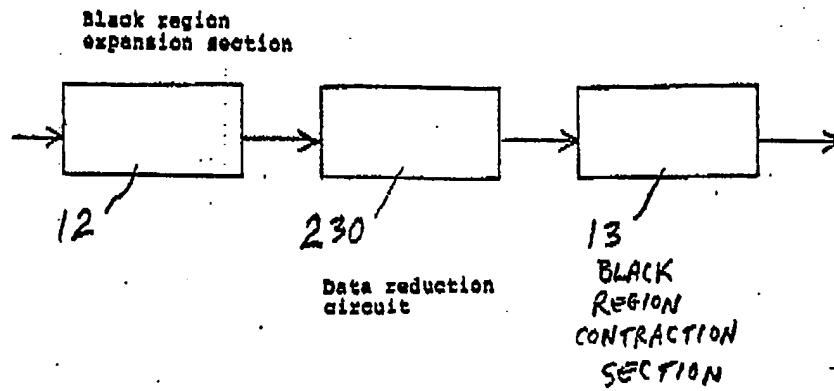 Black region
expansion section
12
230
13
Data reduction
circuit
BLACK
REGION
CONTRACTION
SECTION